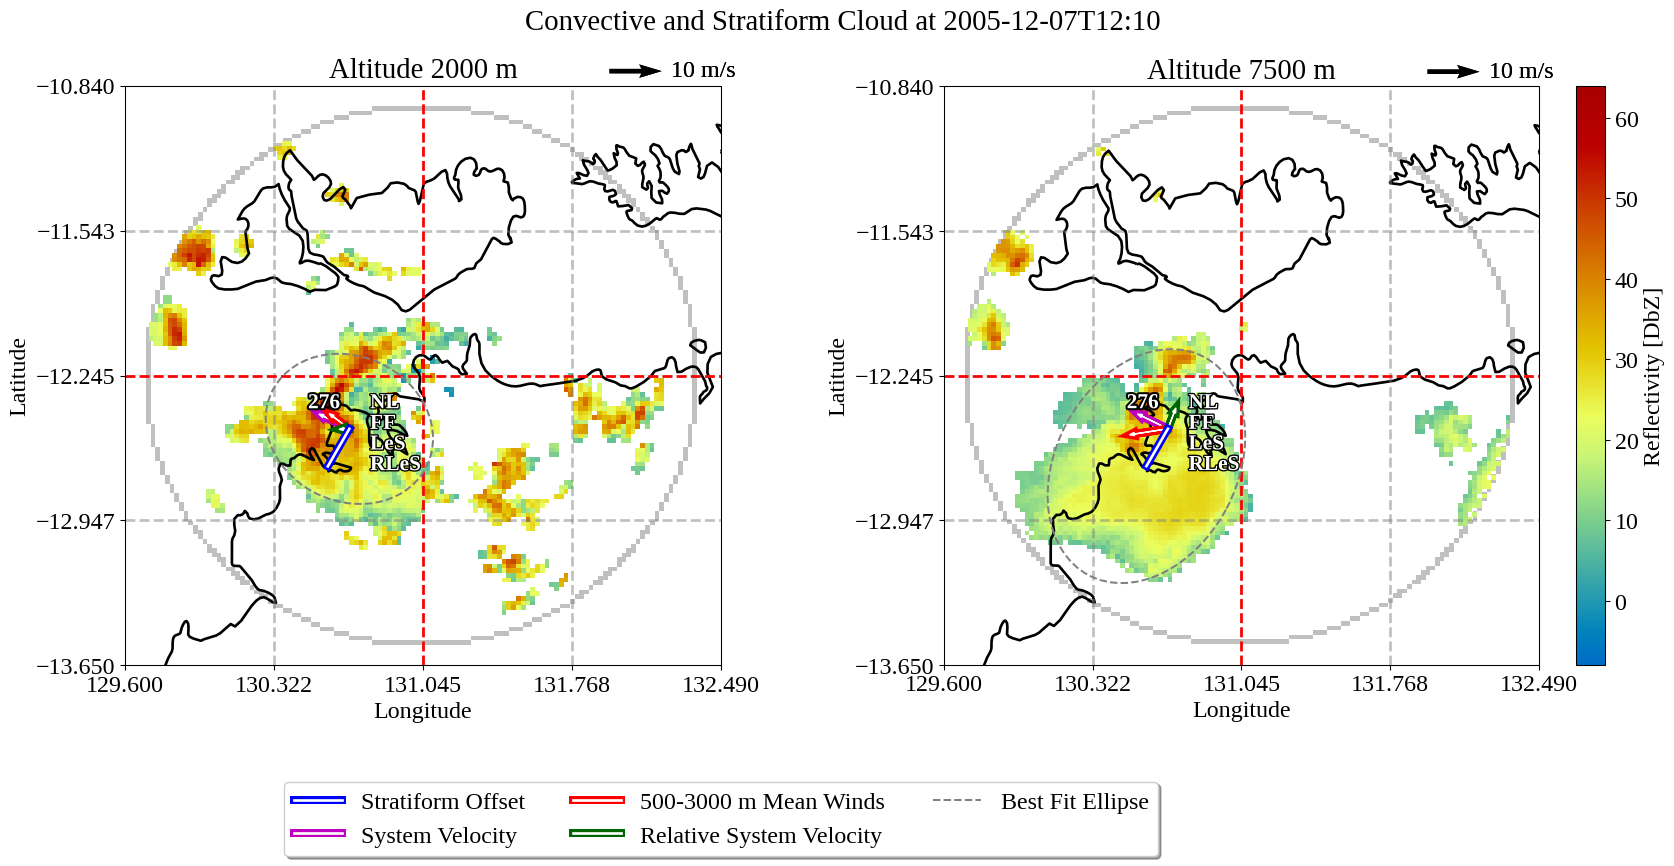 Convective and Stratiform Cloud at 2005-12-07T12:10
Altitude 2000 m
10 m/s
−10.840
−11.543
−12.245
−12.947
−13.650
129.600
130.322
131.045
131.768
132.490
Latitude
Longitude
276
NL
FF
LeS
RLeS
Altitude 7500 m
10 m/s
−10.840
−11.543
−12.245
−12.947
−13.650
129.600
130.322
131.045
131.768
132.490
Latitude
Longitude
276
NL
FF
LeS
RLeS
60
50
40
30
20
10
0
Reflectivity [DbZ]
Stratiform Offset
System Velocity
500-3000 m Mean Winds
Relative System Velocity
Best Fit Ellipse